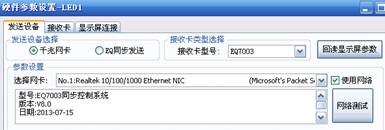 硬件参数设置-LED1
发送设备 接收卡 显示屏连接
发送设备选择 接收卡类型选择
千兆网卡 EQ同步发送 接收卡型号: EQ7003 回读显示屏参数
参数设置
选择网卡: No.1:Realtek 10/100/1000 Ethernet NIC (Microsoft's Packet S 使用网络
型号:EQ7003同步控制系统
版本:V8.0
日期:2013-07-15
网络测试